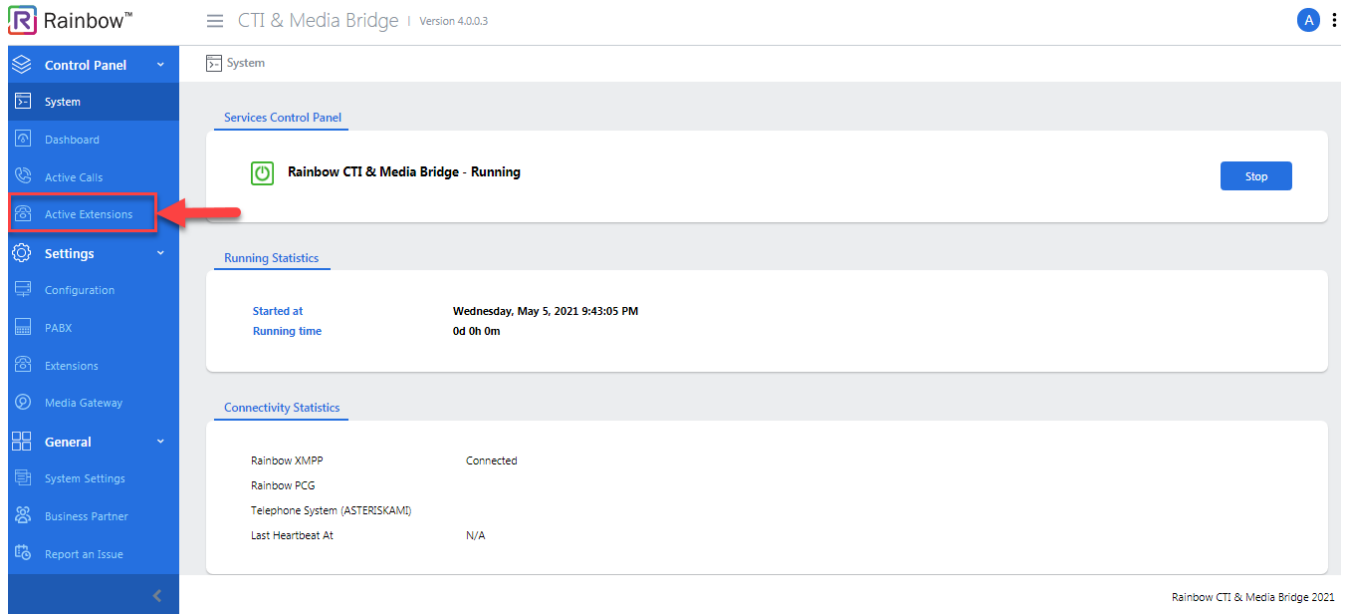 Rainbow™
CTI & Media Bridge | Version 4.0.0.3
A
Control Panel
System
Dashboard
Active Calls
Active Extensions
Settings
Configuration
PABX
Extensions
Media Gateway
General
System Settings
Business Partner
Report an Issue
System
Services Control Panel
Rainbow CTI & Media Bridge - Running
Stop
Running Statistics
Started at Wednesday, May 5, 2021 9:43:05 PM
Running time 0d 0h 0m
Connectivity Statistics
Rainbow XMPP Connected
Rainbow PCG
Telephone System (ASTERISKAMI)
Last Heartbeat At N/A
Rainbow CTI & Media Bridge 2021